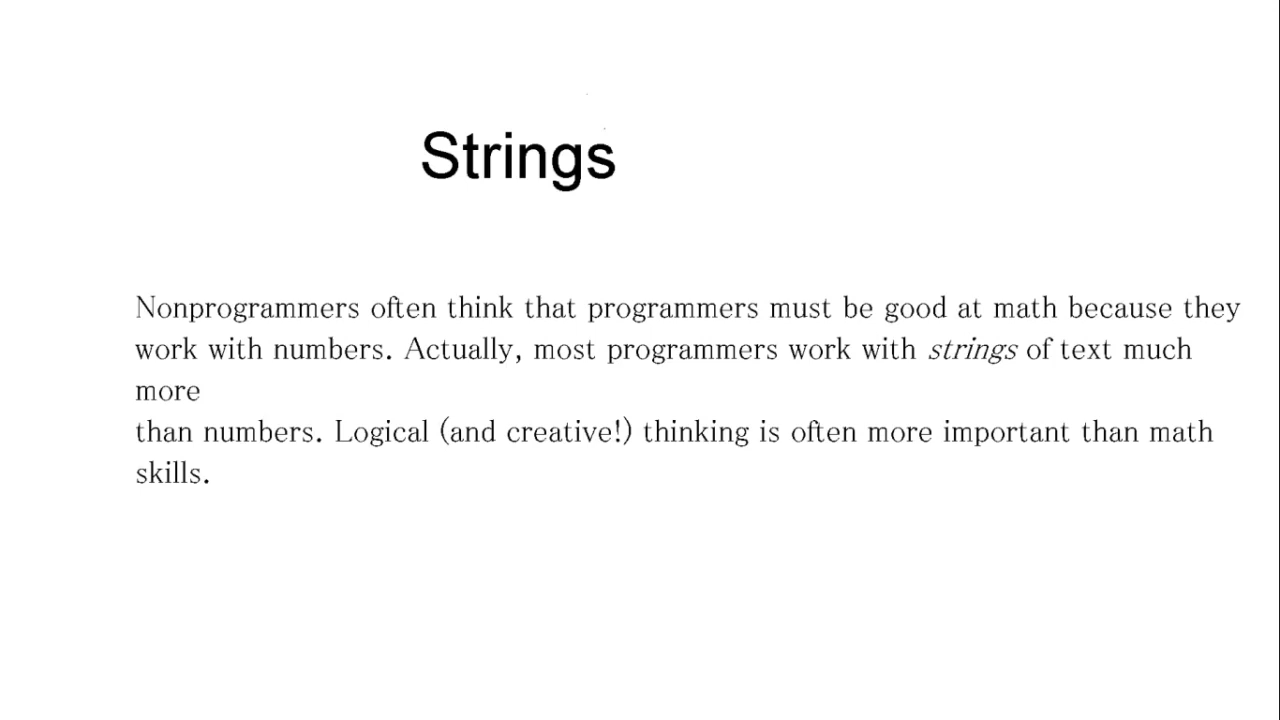 Strings
Nonprogrammers often think that programmers must be good at math because they
work with numbers. Actually, most programmers work with strings of text much
more
than numbers. Logical (and creative!) thinking is often more important than math
skills.